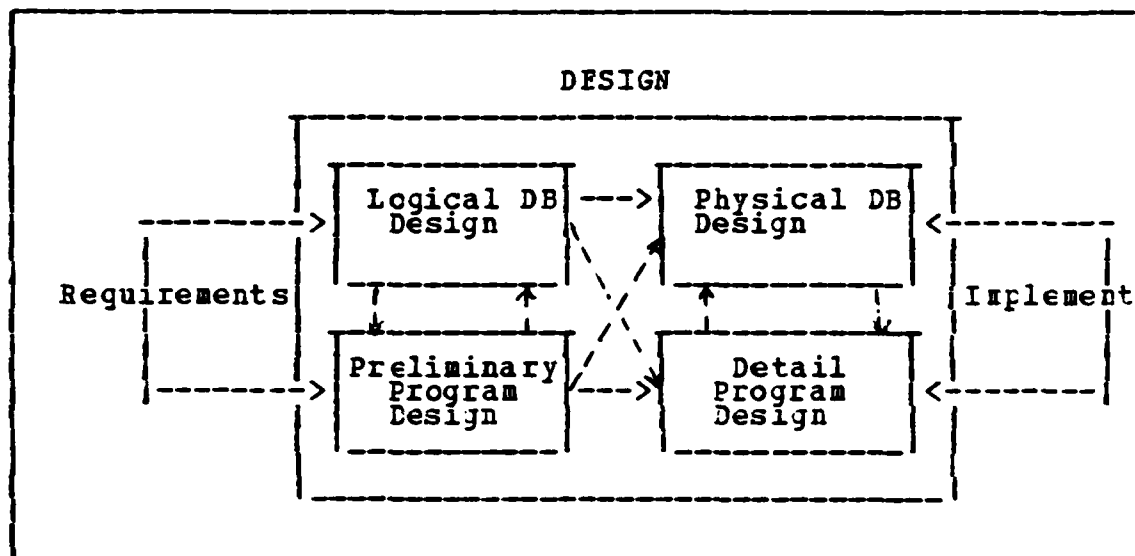 DESIGN
Logical DB
Design
Physical DB
Design
Requirements
Implement
Preliminary
Program
Design
Detail
Program
Design